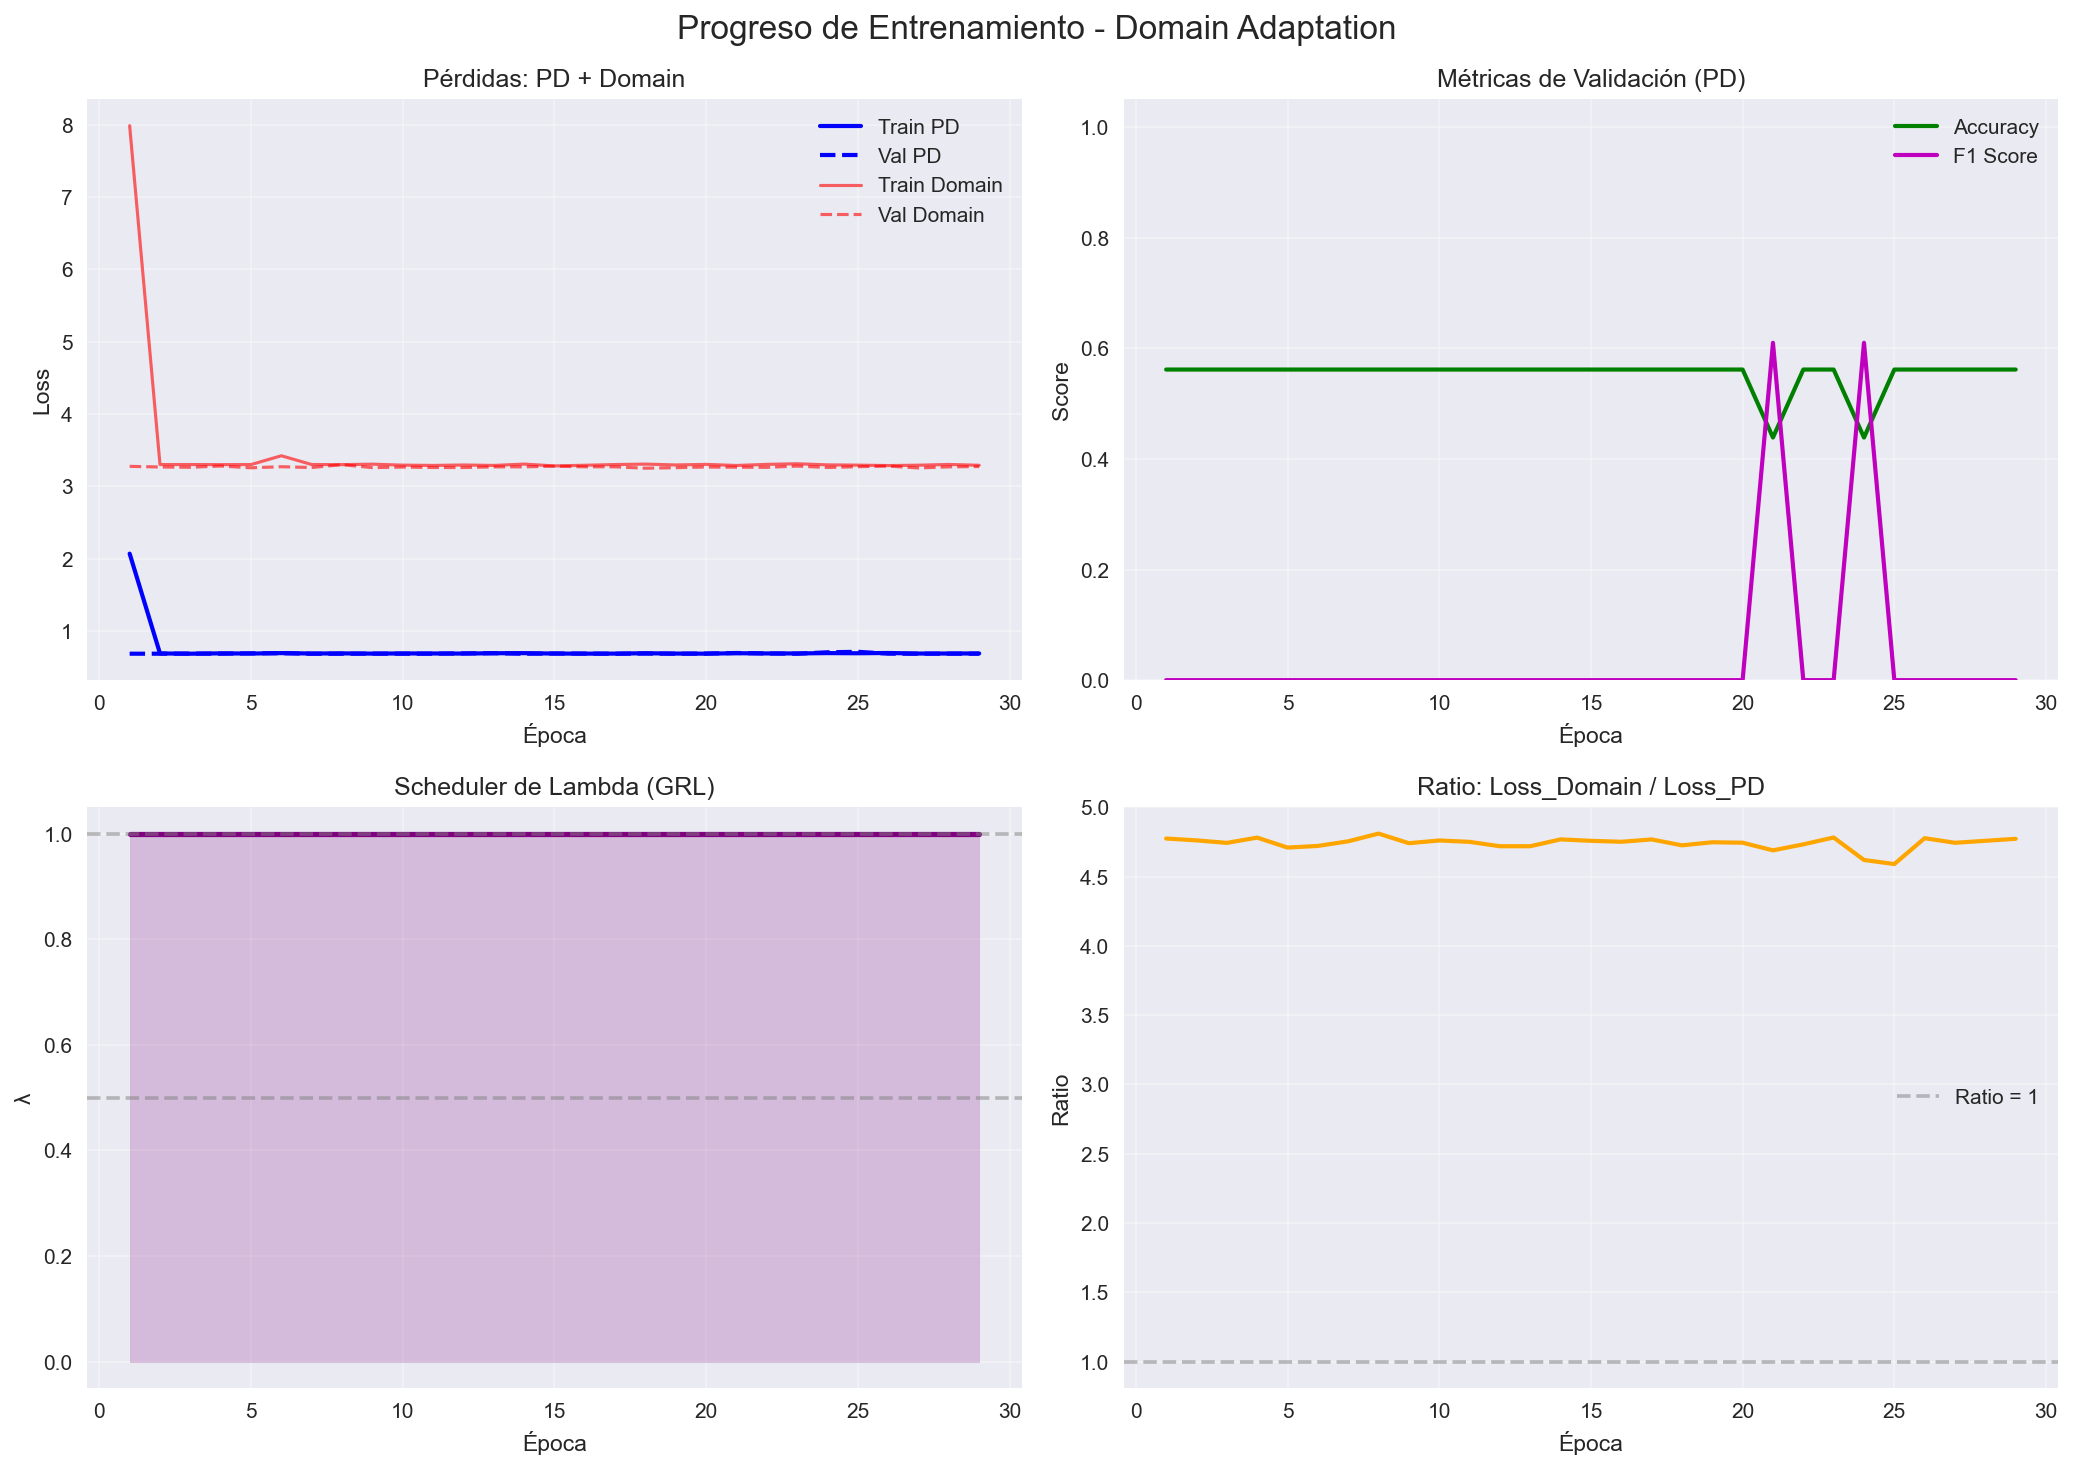 Progreso de Entrenamiento - Domain Adaptation
Pérdidas: PD + Domain
8
7
6
5
4
3
2
1
Loss
Train PD
Val PD
Train Domain
Val Domain
0 5 10 15 20 25 30
Época
Métricas de Validación (PD)
1.0
0.8
0.6
0.4
0.2
0.0
Score
Accuracy
F1 Score
0 5 10 15 20 25 30
Época
Scheduler de Lambda (GRL)
1.0
0.8
0.6
0.4
0.2
0.0
λ
0 5 10 15 20 25 30
Época
Ratio: Loss_Domain / Loss_PD
5.0
4.5
4.0
3.5
3.0
2.5
2.0
1.5
1.0
Ratio
Ratio = 1
0 5 10 15 20 25 30
Época